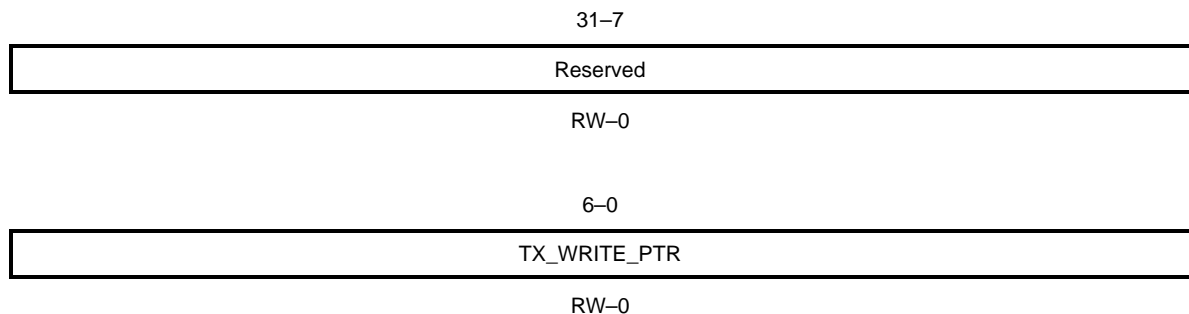 31–7
Reserved
RW–0
6–0
TX_WRITE_PTR
RW–0